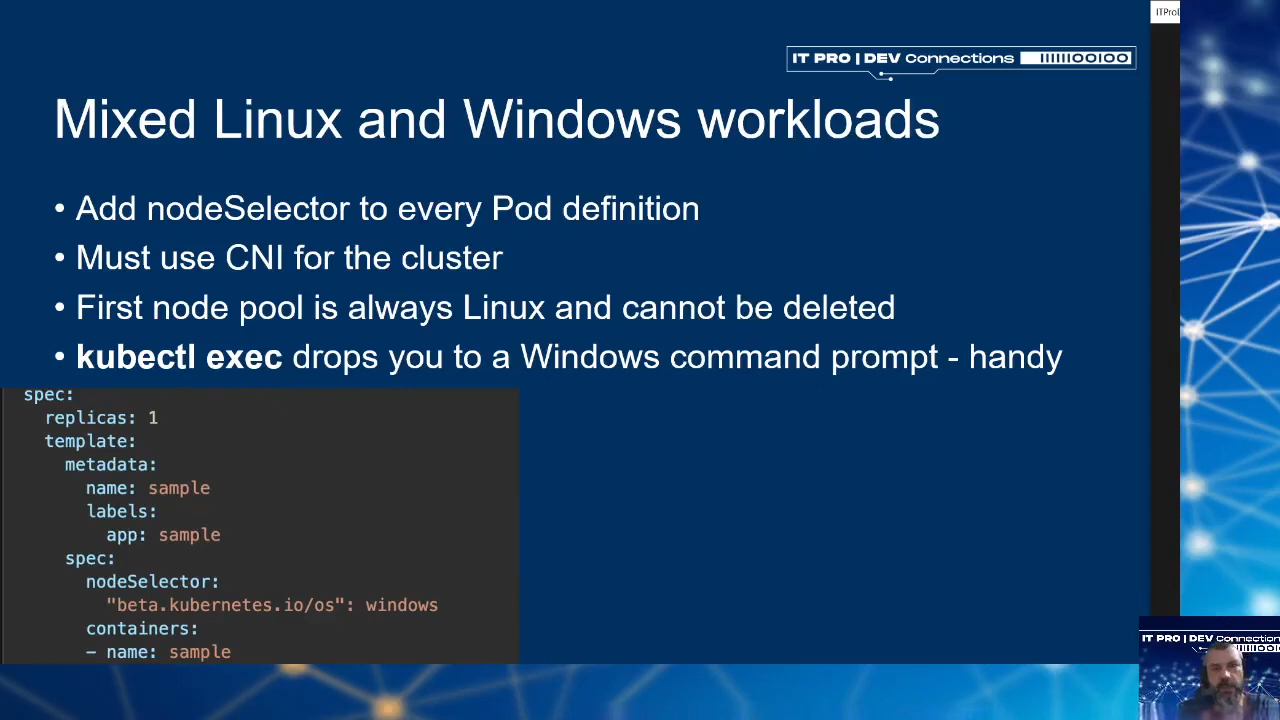 ITProD
IT PRO | DEV Connections ||||||||00100
Mixed Linux and Windows workloads
• Add nodeSelector to every Pod definition
• Must use CNI for the cluster
• First node pool is always Linux and cannot be deleted
• kubectl exec drops you to a Windows command prompt - handy
spec:
replicas: 1
template:
metadata:
name: sample
labels:
app: sample
spec:
nodeSelector:
"beta.kubernetes.io/os": windows
containers:
- name: sample
IT PRO | DEV Connections